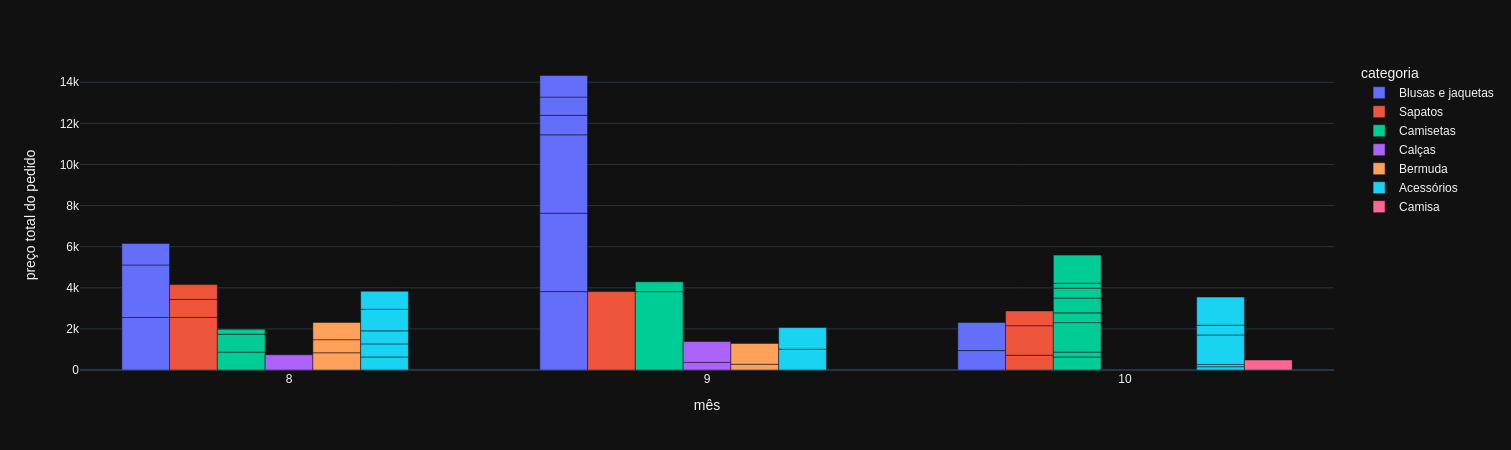 preço total do pedido
14k
12k
10k
8k
6k
4k
2k
0
8
9
10
mês
categoria
Blusas e jaquetas
Sapatos
Camisetas
Calças
Bermuda
Acessórios
Camisa